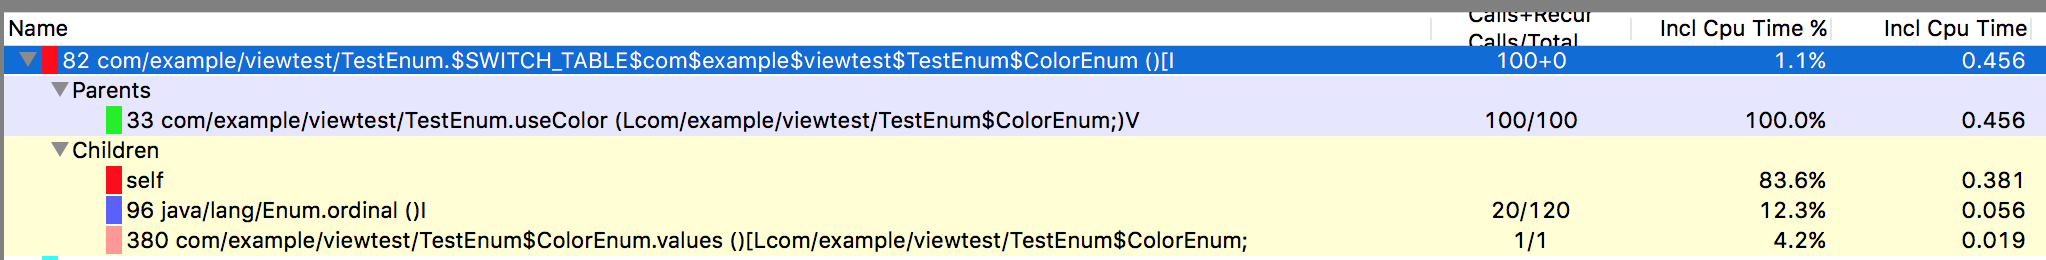 Name Calls+Recur Calls/Total Incl Cpu Time % Incl Cpu Time
82 com/example/viewtest/TestEnum.$SWITCH_TABLE$com$example$viewtest$TestEnum$ColorEnum ()[I 100+0 1.1% 0.456
Parents
33 com/example/viewtest/TestEnum.useColor (Lcom/example/viewtest/TestEnum$ColorEnum;)V 100/100 100.0% 0.456
Children
self 83.6% 0.381
96 java/lang/Enum.ordinal ()I 20/120 12.3% 0.056
380 com/example/viewtest/TestEnum$ColorEnum.values ()[Lcom/example/viewtest/TestEnum$ColorEnum; 1/1 4.2% 0.019